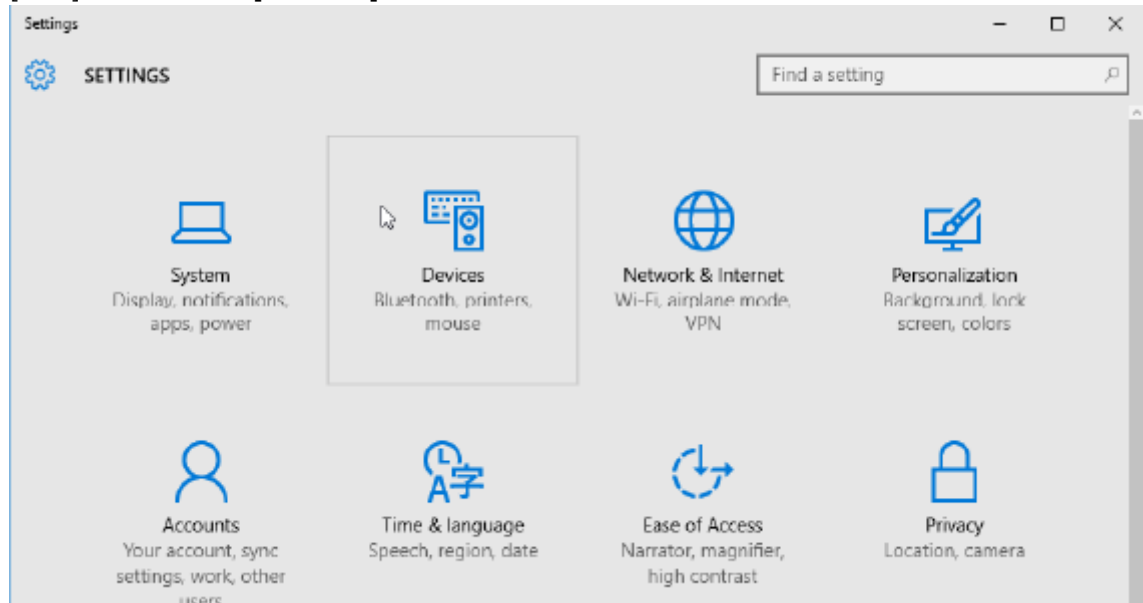 Settings
SETTINGS
Find a setting
System
Display, notifications,
apps, power
Devices
Bluetooth, printers,
mouse
Network & Internet
Wi-Fi, airplane mode,
VPN
Personalization
Background, lock
screen, colors
Accounts
Your account, sync
settings, work, other
users
Time & language
Speech, region, date
Ease of Access
Narrator, magnifier,
high contrast
Privacy
Location, camera